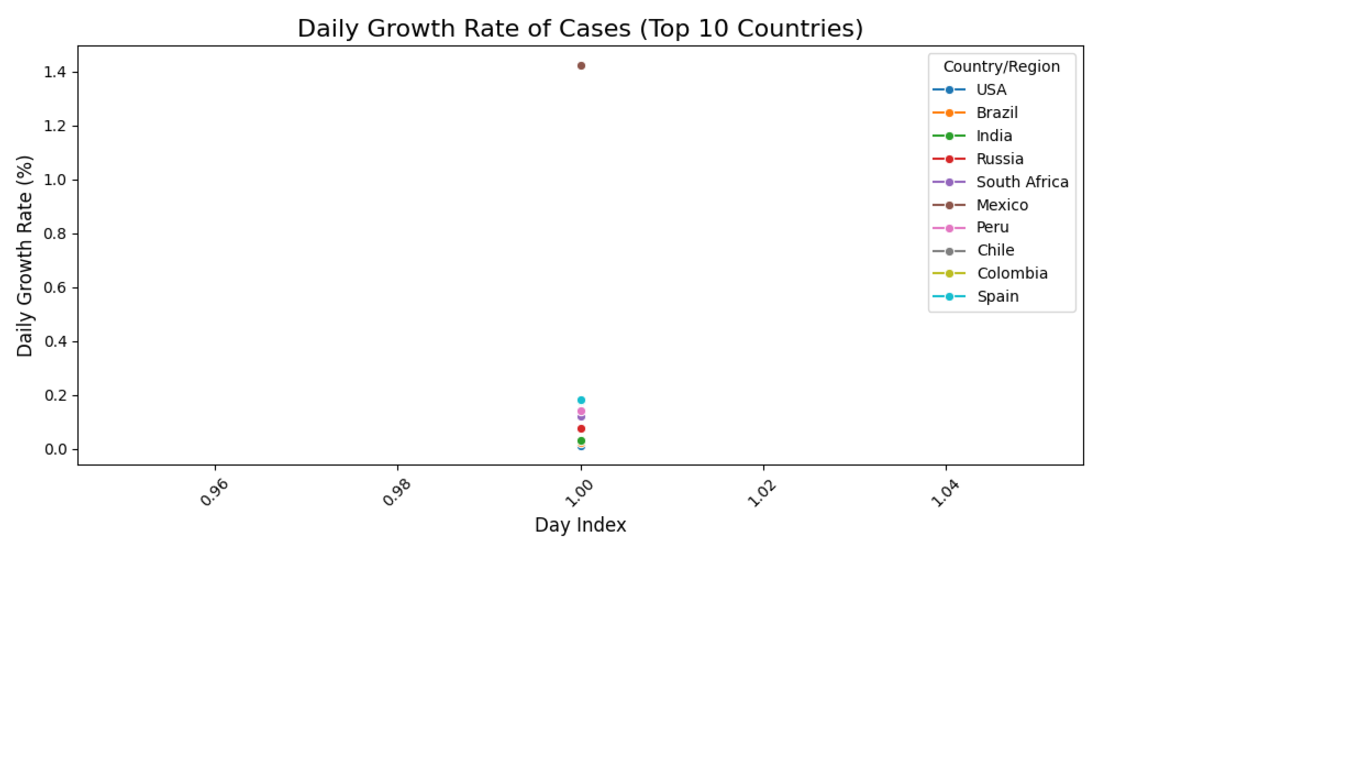 Daily Growth Rate of Cases (Top 10 Countries)
Daily Growth Rate (%)
1.4
1.2
1.0
0.8
0.6
0.4
0.2
0.0
Country/Region
USA
Brazil
India
Russia
South Africa
Mexico
Peru
Chile
Colombia
Spain
0.96
0.98
1.00
1.02
1.04
Day Index